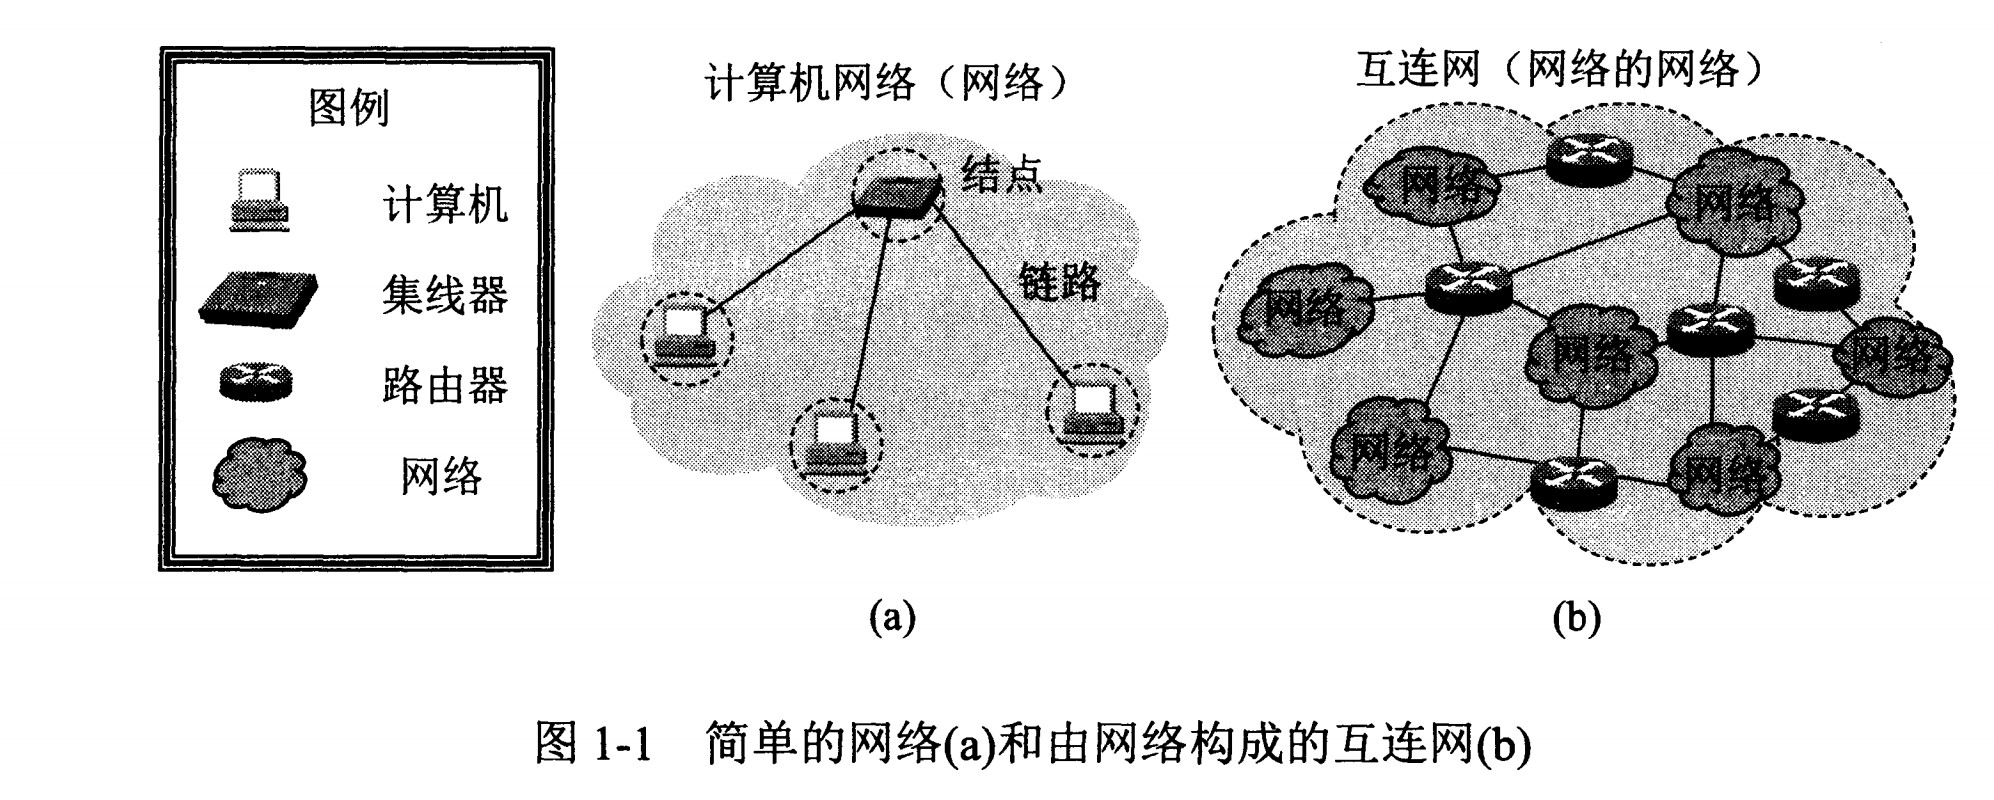 图例
计算机
集线器
路由器
网络
计算机网络（网络）
结点
链路
(a)
互连网（网络的网络）
网络
网络
网络
网络
网络
网络
网络
(b)
图 1-1 简单的网络(a)和由网络构成的互连网(b)